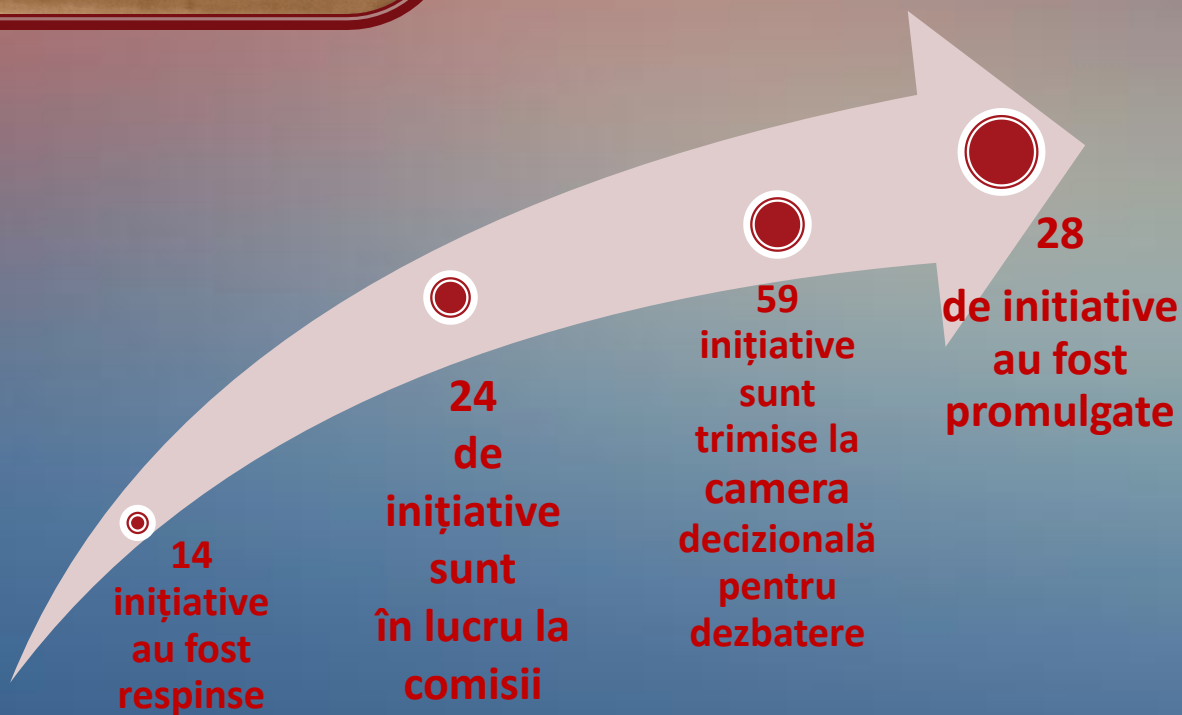 14
inițiative
au fost
respinse
24
de
inițiative
sunt
în lucru la
comisii
59
inițiative
sunt
trimise la
camera
decizională
pentru
dezbatere
28
de initiative
au fost
promulgate